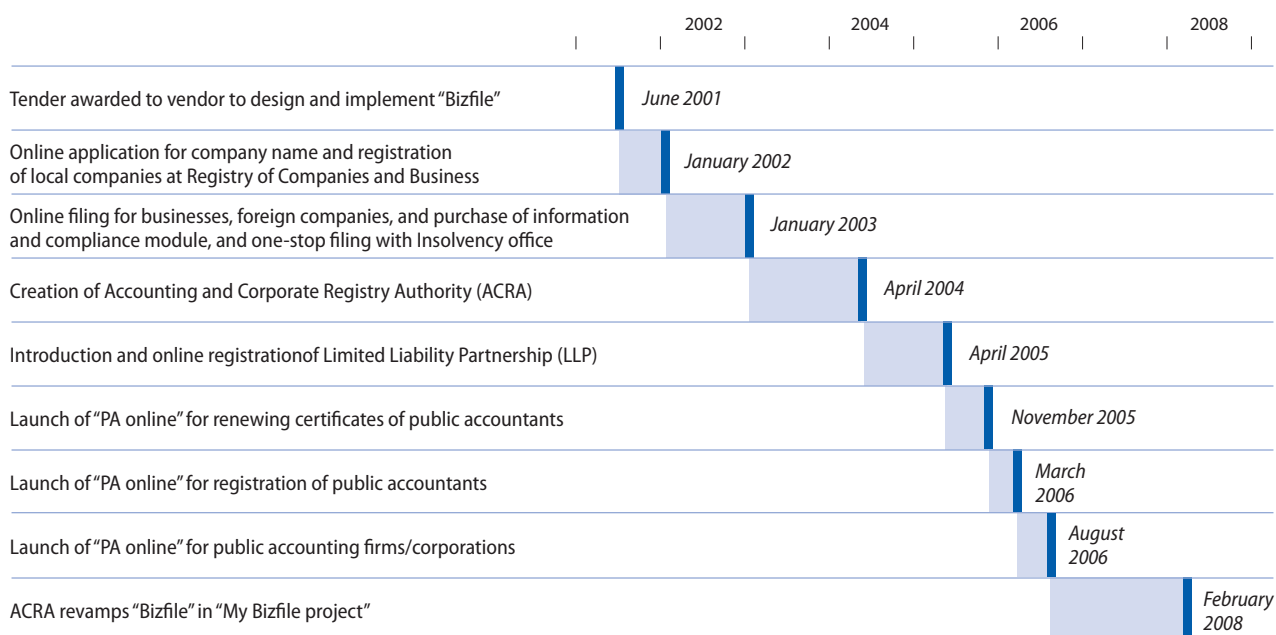 2002 2004 2006 2008
Tender awarded to vendor to design and implement “Bizfile”
June 2001
Online application for company name and registration
of local companies at Registry of Companies and Business
January 2002
Online filing for businesses, foreign companies, and purchase of information
and compliance module, and one-stop filing with Insolvency office
January 2003
Creation of Accounting and Corporate Registry Authority (ACRA)
April 2004
Introduction and online registrationof Limited Liability Partnership (LLP)
April 2005
Launch of “PA online” for renewing certificates of public accountants
November 2005
Launch of “PA online” for registration of public accountants
March
2006
Launch of “PA online” for public accounting firms/corporations
August
2006
ACRA revamps “Bizfile” in “My Bizfile project”
February
2008